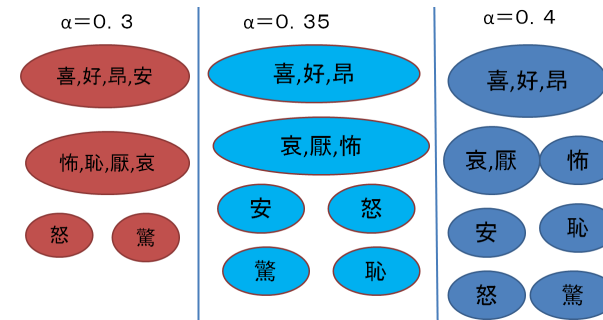 α＝0.3
喜,好,昂,安
怖,恥,厭,哀
怒
驚
α＝0.35
喜,好,昂
哀,厭,怖
安
怒
驚
恥
α＝0.4
喜,好,昂
哀,厭
怖
安
恥
怒
驚